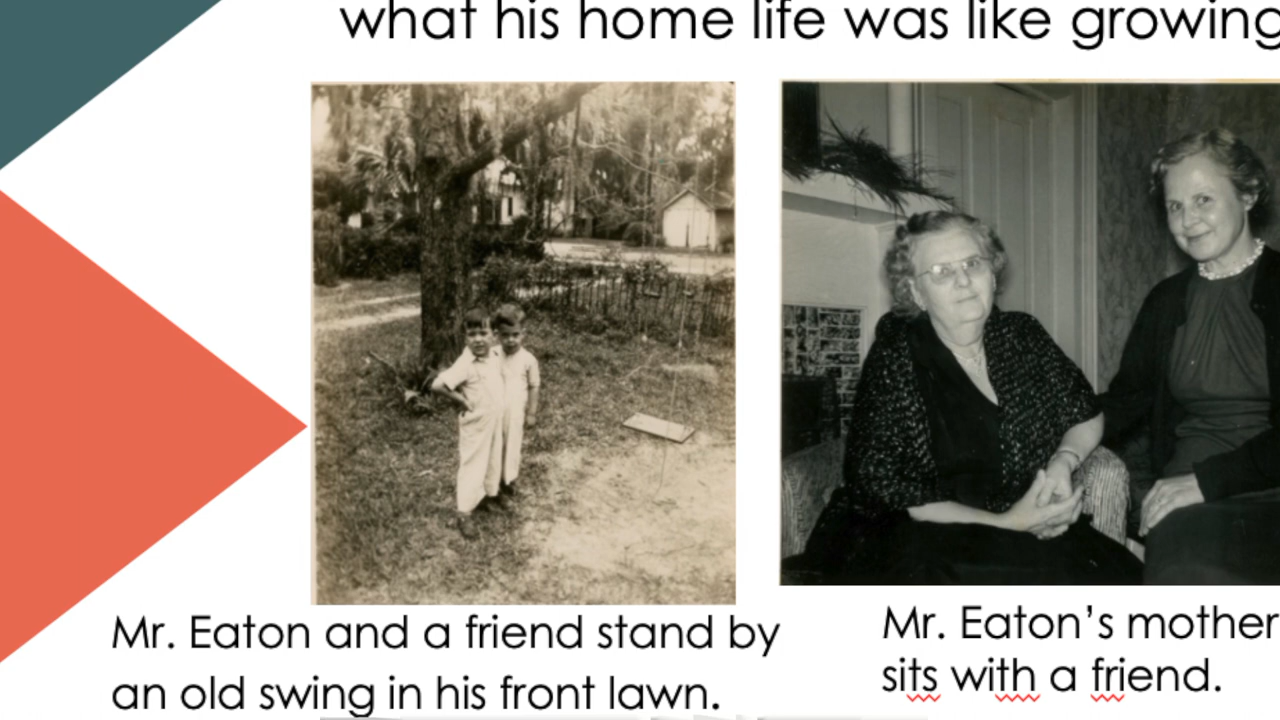 what his home life was like growing
Mr. Eaton and a friend stand by
an old swing in his front lawn.
Mr. Eaton’s mother
sits with a friend.